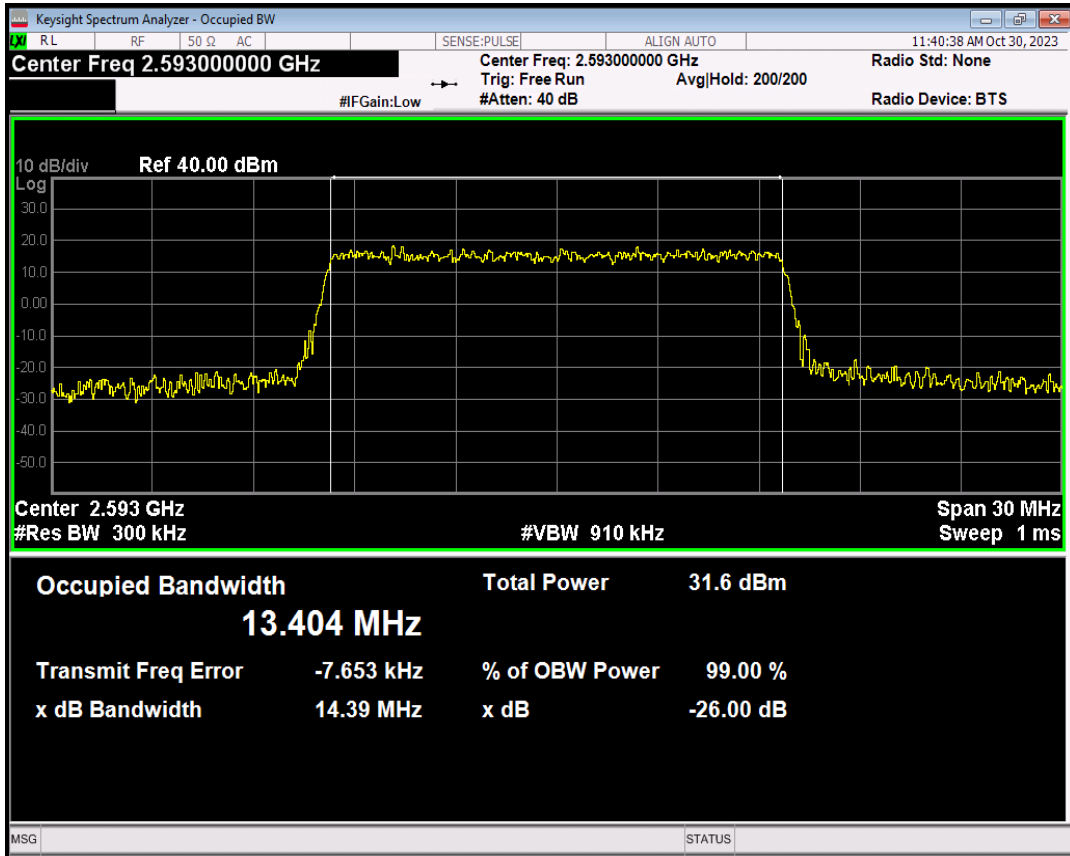 Keysight Spectrum Analyzer - Occupied BW
LXI RL RF 50 Ω AC SENSE:PULSE ALIGN AUTO 11:40:38 AM Oct 30, 2023
Center Freq 2.593000000 GHz Center Freq: 2.593000000 GHz Radio Std: None
Trig: Free Run Avg|Hold: 200/200
#IFGain:Low #Atten: 40 dB Radio Device: BTS
10 dB/div Ref 40.00 dBm
Log
30.0
20.0
10.0
0.00
-10.0
-20.0
-30.0
-40.0
-50.0
Center 2.593 GHz Span 30 MHz
#Res BW 300 kHz #VBW 910 kHz Sweep 1 ms
Occupied Bandwidth Total Power 31.6 dBm
13.404 MHz
Transmit Freq Error -7.653 kHz % of OBW Power 99.00 %
x dB Bandwidth 14.39 MHz x dB -26.00 dB
MSG STATUS